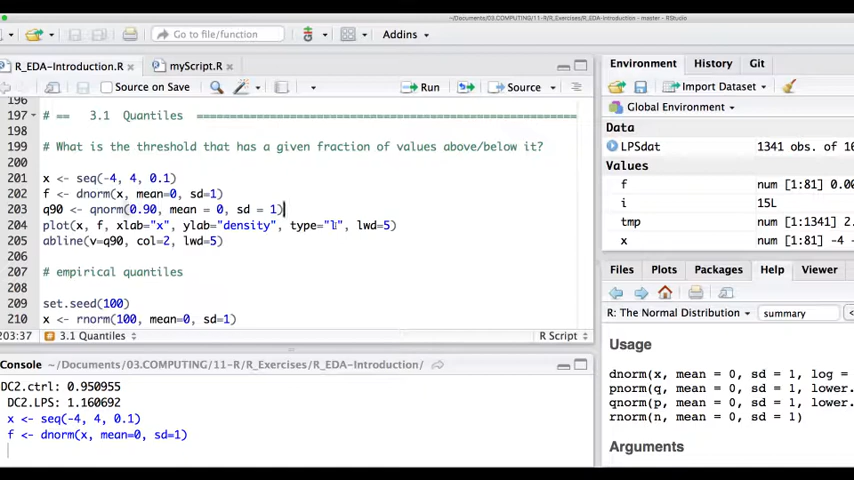 ~/Documents/03.COMPUTING/11-R/R_Exercises/R_EDA-Introduction - master - RStudio
Go to file/function
Addins
R_EDA-Introduction.R
myScript.R
Source on Save
Run
Source
196
197 # == 3.1 Quantiles ================================================
198
199 # What is the threshold that has a given fraction of values above/below it?
200
201 x <- seq(-4, 4, 0.1)
202 f <- dnorm(x, mean=0, sd=1)
203 q90 <- qnorm(0.90, mean = 0, sd = 1)
204 plot(x, f, xlab="x", ylab="density", type="l", lwd=5)
205 abline(v=q90, col=2, lwd=5)
206
207 # empirical quantiles
208
209 set.seed(100)
210 x <- rnorm(100, mean=0, sd=1)
203:37
3.1 Quantiles
R Script
Console ~/Documents/03.COMPUTING/11-R/R_Exercises/R_EDA-Introduction/
DC2.ctrl: 0.950955
DC2.LPS: 1.160692
x <- seq(-4, 4, 0.1)
f <- dnorm(x, mean=0, sd=1)
Environment History Git
Import Dataset
Global Environment
Data
LPSdat 1341 obs. of 16
Values
f num [1:81] 0.00
i 15L
tmp num [1:1341] 2.
x num [1:81] -4 -
Files Plots Packages Help Viewer
summary
R: The Normal Distribution
Usage
dnorm(x, mean = 0, sd = 1, log =
pnorm(q, mean = 0, sd = 1, lower.
qnorm(p, mean = 0, sd = 1, lower.
rnorm(n, mean = 0, sd = 1)
Arguments